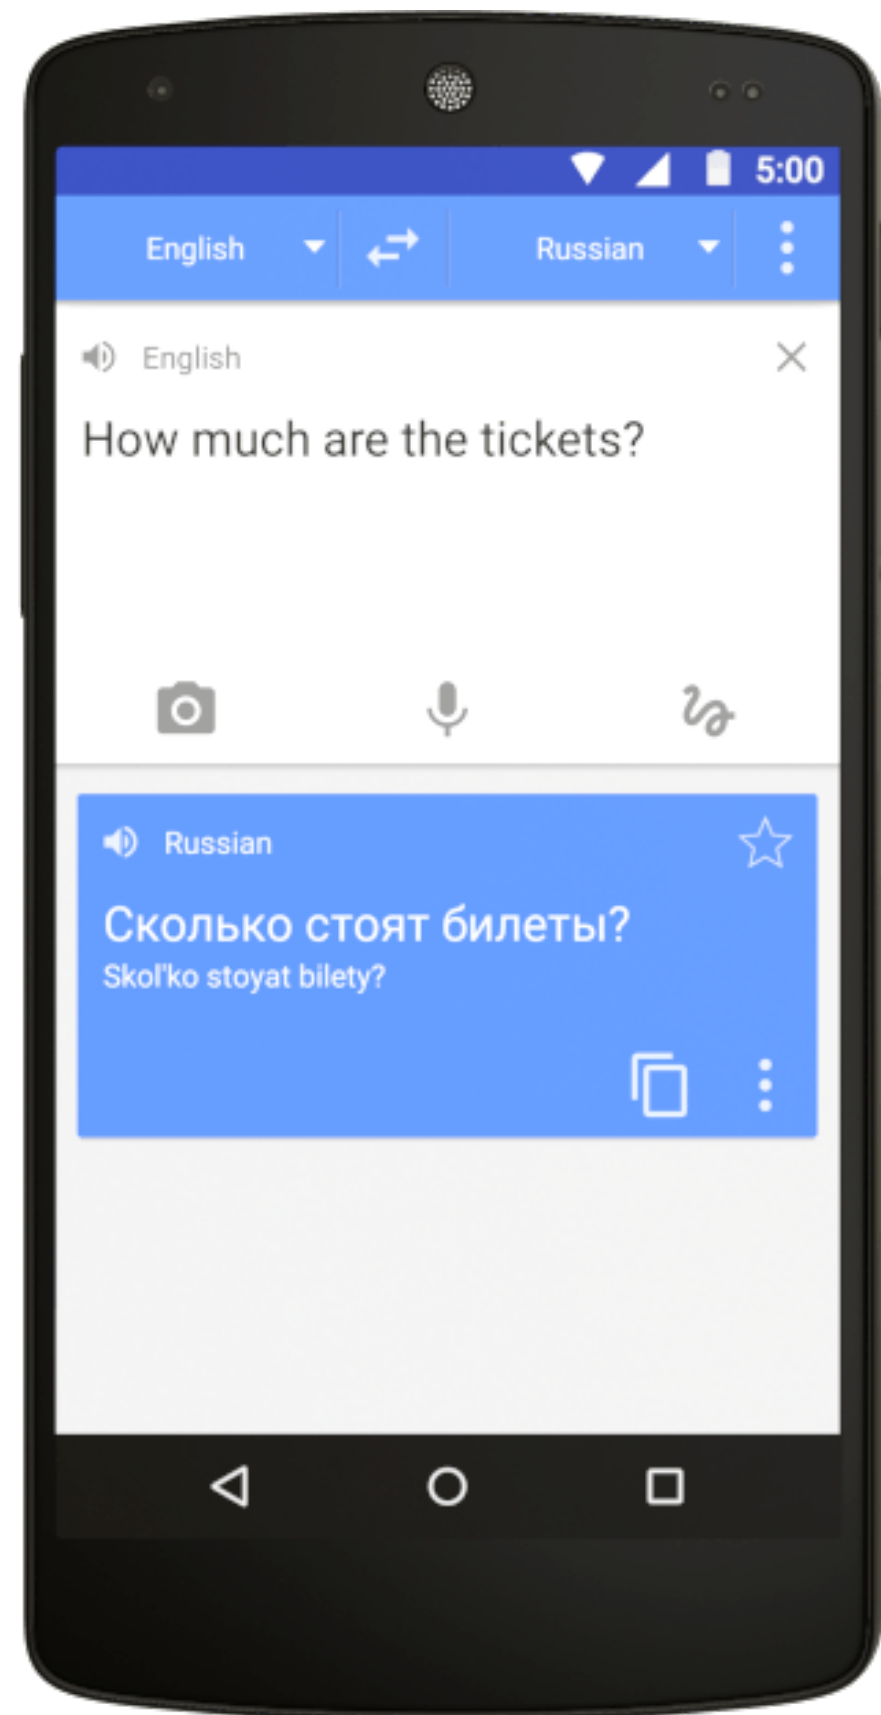 5:00
English Russian
English
How much are the tickets?
Russian
Сколько стоят билеты?
Skol'ko stoyat bilety?